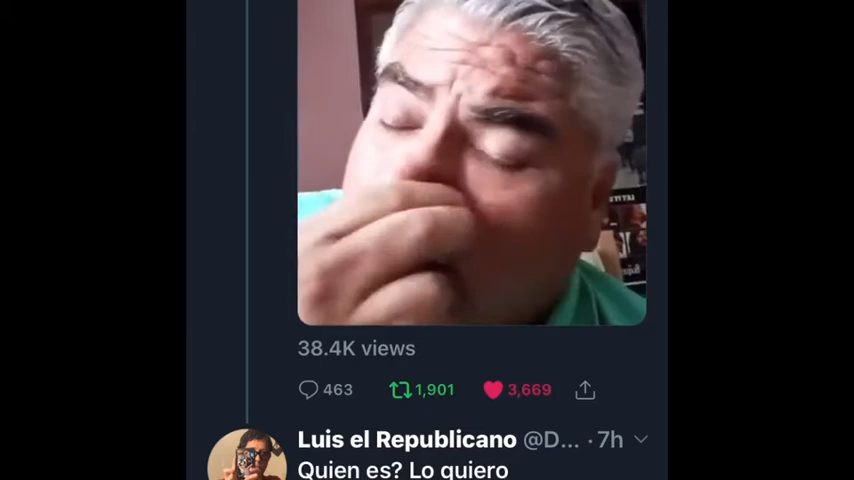 38.4K views
463
1,901
3,669
Luis el Republicano @D... · 7h
Quien es? Lo quiero